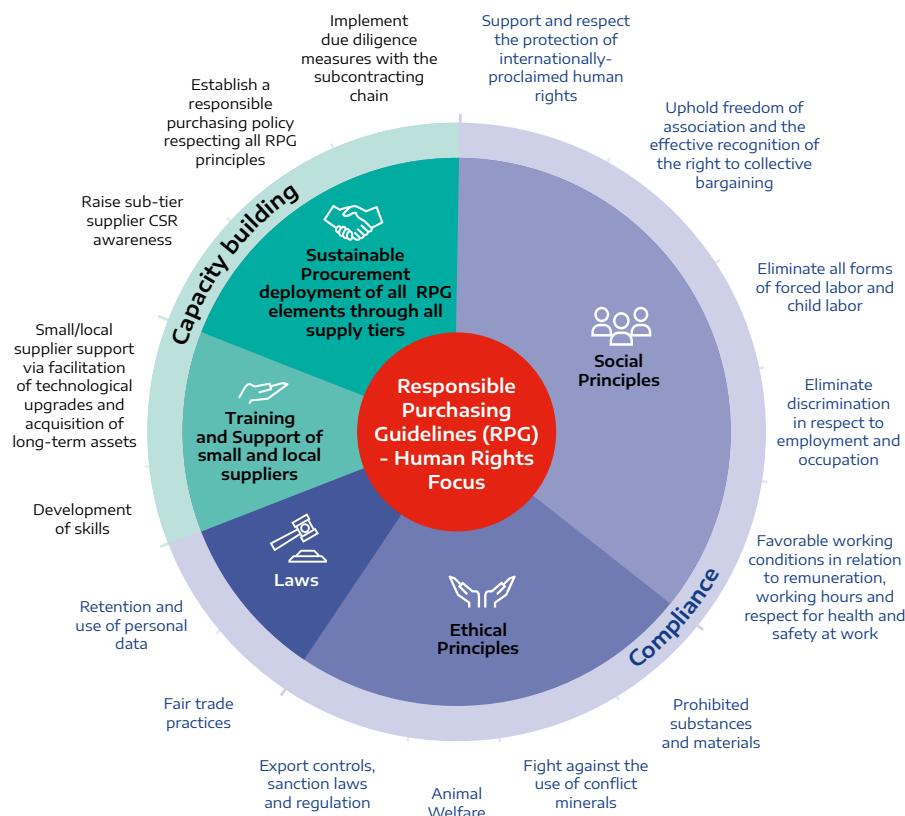 Implement
due diligence
measures with the
subcontracting
chain
Support and respect
the protection of
internationally-
proclaimed human
rights
Establish a
responsible
purchasing policy
respecting all RPG
principles
Uphold freedom of
association and the
effective recognition of
the right to collective
bargaining
Raise sub-tier
supplier CSR
awareness
Capacity building
Sustainable
Procurement
deployment of all RPG
elements through all
supply tiers
Eliminate all forms
of forced labor and
child labor
Small/local
supplier support
via facilitation
of technological
upgrades and
acquisition of
long-term assets
Social
Principles
Training
and Support of
small and local
suppliers
Responsible
Purchasing
Guidelines (RPG)
- Human Rights
Focus
Eliminate
discrimination
in respect to
employment and
occupation
Development
of skills
Laws
Favorable working
conditions in relation
to remuneration,
working hours and
respect for health and
safety at work
Ethical
Principles
Compliance
Retention and
use of personal
data
Fair trade
practices
Prohibited
substances
and materials
Export controls,
sanction laws
and regulation
Animal
Welfare
Fight against the
use of conflict
minerals